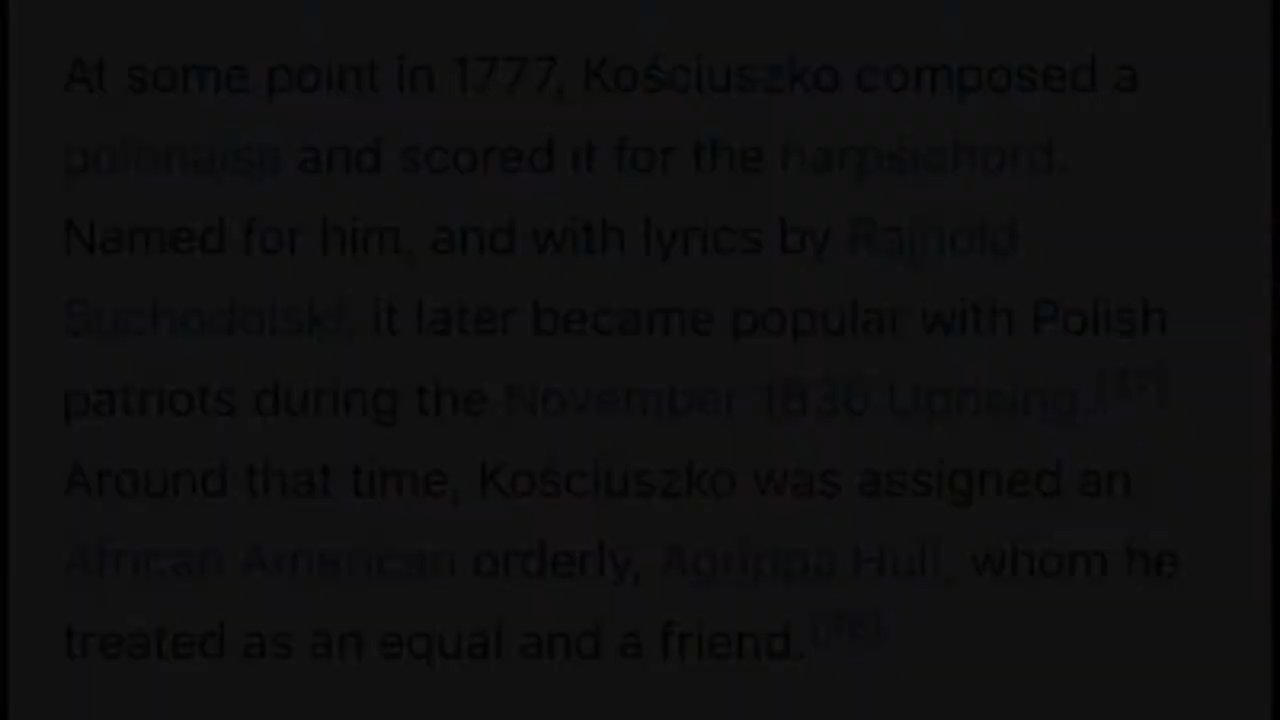 At some point in 1777, Kościuszko composed a
polonaise and scored it for the harpsichord.
Named for him, and with lyrics by Rajnold
Suchodolski, it later became popular with Polish
patriots during the November 1830 Uprising.[37]
Around that time, Kościuszko was assigned an
African American orderly, Agrippa Hull, whom he
treated as an equal and a friend.